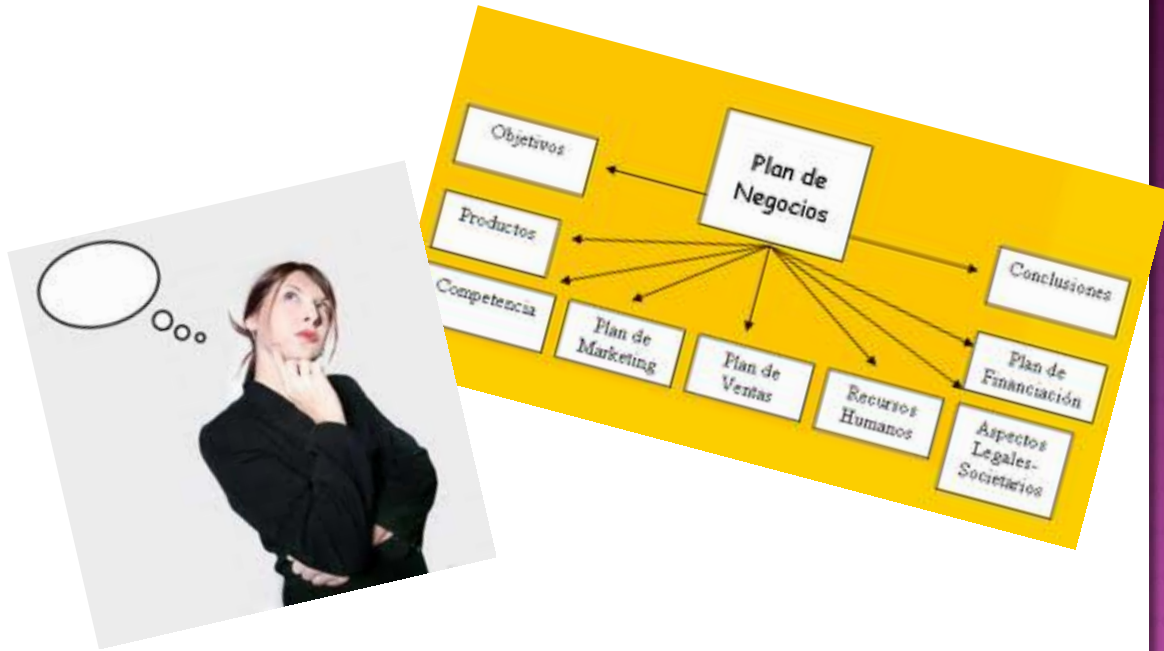 Plan de
Negocios
Objetivos
Productos
Competencia
Plan de
Marketing
Plan de
Ventas
Recursos
Humanos
Aspectos
Legales-
Societarios
Plan de
Financiación
Conclusiones